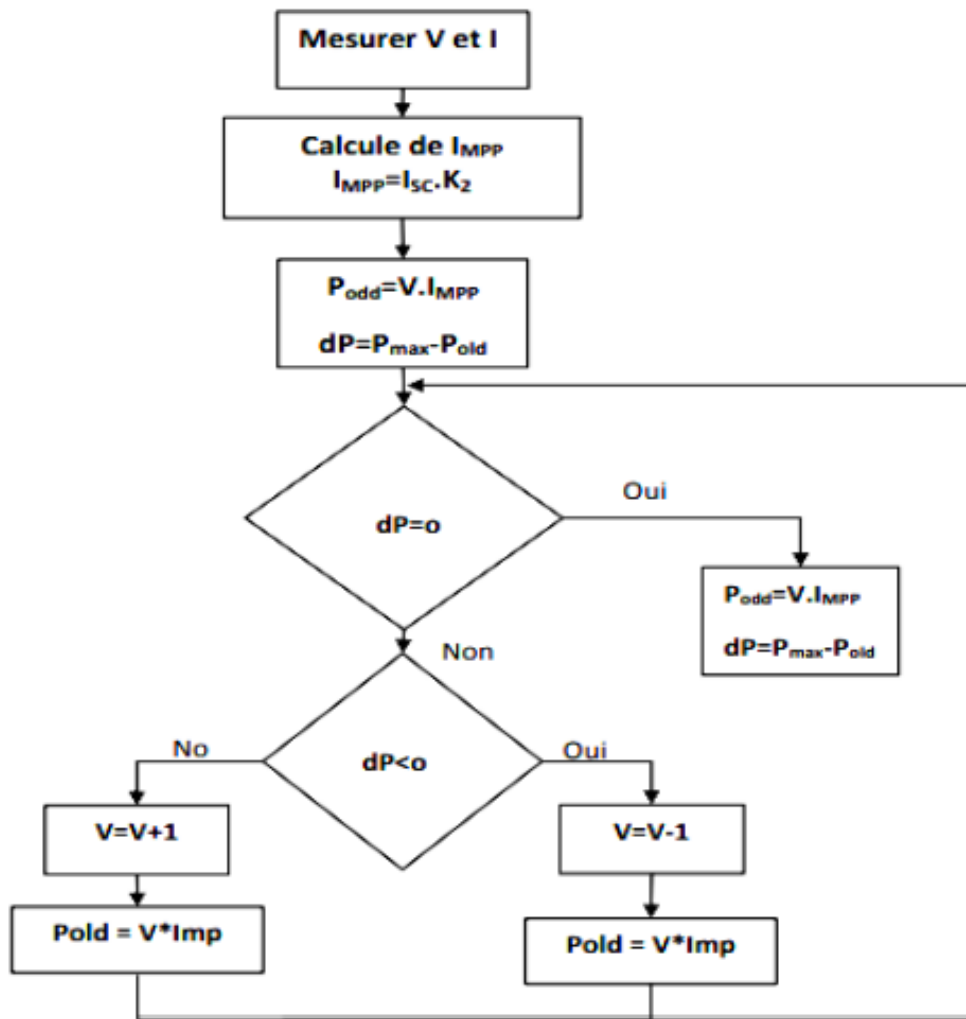 Mesurer V et I
Calcule de IMPP
IMPP=ISC.K2
Podd=V.IMPP
dP=Pmax-Pold
dP=o
Oui
Podd=V.IMPP
dP=Pmax-Pold
Non
dP<o
No
Oui
V=V+1
V=V-1
Pold = V*Imp
Pold = V*Imp